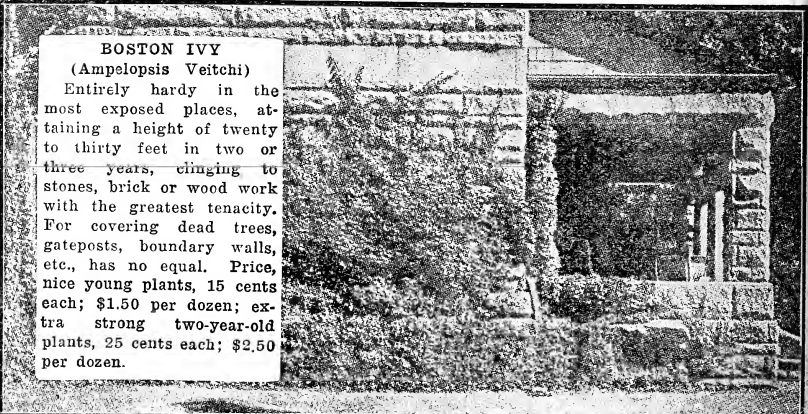 BOSTON IVY
(Ampelopsis Veitchi)
Entirely hardy in the
most exposed places, at-
taining a height of twenty
to thirty feet in two or
three years, clinging to
stones, brick or wood work
with the greatest tenacity.
For covering dead trees,
gateposts, boundary walls,
etc., has no equal. Price,
nice young plants, 15 cents
each; $1.50 per dozen; ex-
tra strong two-year-old
plants, 25 cents each; $2.50
per dozen.